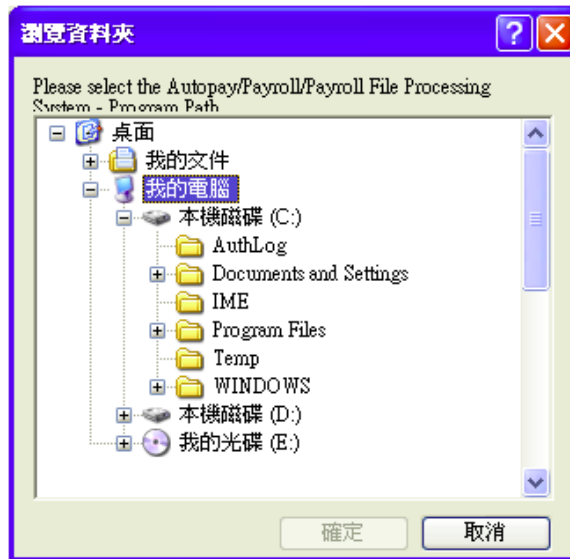 瀏覽資料夾
Please select the Autopay/Payroll/Payroll File Processing
System - Program Path
桌面
我的文件
我的電腦
本機磁碟 (C:)
AuthLog
Documents and Settings
IME
Program Files
Temp
WINDOWS
本機磁碟 (D:)
我的光碟 (E:)
確定 取消